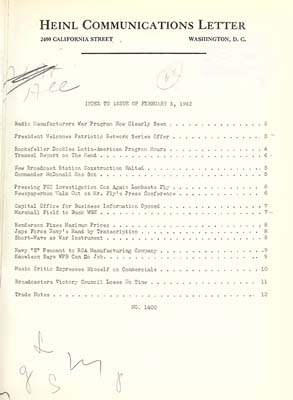 HEINL COMMUNICATIONS LETTER
2400 CALIFORNIA STREET WASHINGTON, D. C.
INDEX TO ISSUE OF FEBRUARY 3, 1942
Radio Manufacturers War Program Now Clearly Seen . . . . . 2
President Welcomes Patriotic Network Series Offer . . . . . 3
Rockefeller Doubles Latin-American Program Hours . . . . . 4
Trammel Report on The Mend . . . . . 4
New Broadcast Station Construction Halted . . . . . 5
Commander McDonald Has Son . . . . . 5
Pressing FCC Investigation Cox Again Lambasts Fly . . . . . 6
Newspaperman Walk Out on Mr. Fly's Press Conference . . . . . 6
Capital Office for Business Information Opened . . . . . 7
Marshall Field to Back WBN . . . . . 7
Henderson Fixes Maximum Prices . . . . . 8
Japs Force Navy's Hand by Transcription . . . . . 8
Short-Wave as War Instrument . . . . . 8
Navy "E" Pennant to RCA Manufacturing Company . . . . . 9
Knowlson Says WPB Can Do Job . . . . . 9
Music Critic Expresses Himself on Commercials . . . . . 10
Broadcasters Victory Council Loses No Time . . . . . 11
Trade Notes . . . . . 12
NO. 1400